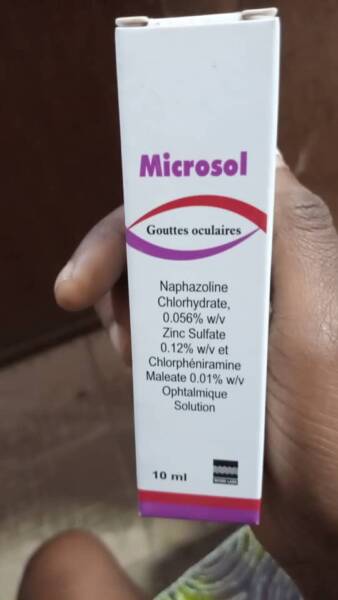 Microsol
Gouttes oculaires
Naphazoline
Chlorhydrate,
0.056% w/v
Zinc Sulfate
0.12% w/v et
Chlorphéniramine
Maleate 0.01% w/v
Ophtalmique
Solution
10 ml